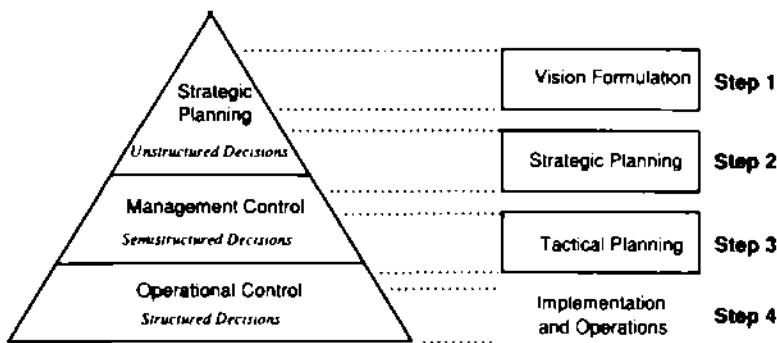 Strategic
Planning
Unstructured Decisions
Management Control
Semistructured Decisions
Operational Control
Structured Decisions
Vision Formulation
Step 1
Strategic Planning
Step 2
Tactical Planning
Step 3
Implementation
and Operations
Step 4